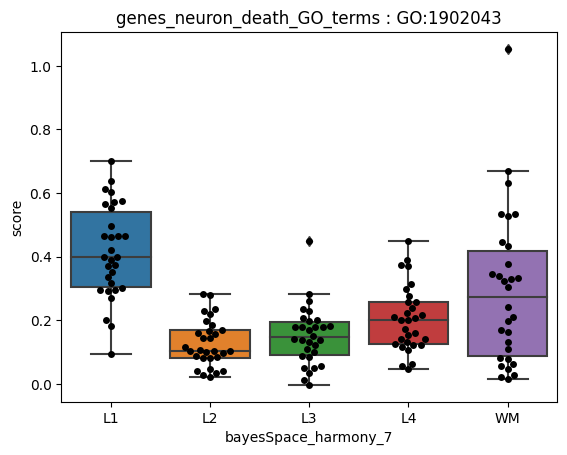 genes_neuron_death_GO_terms : GO:1902043
score
1.0
0.8
0.6
0.4
0.2
0.0
L1 L2 L3 L4 WM
bayesSpace_harmony_7